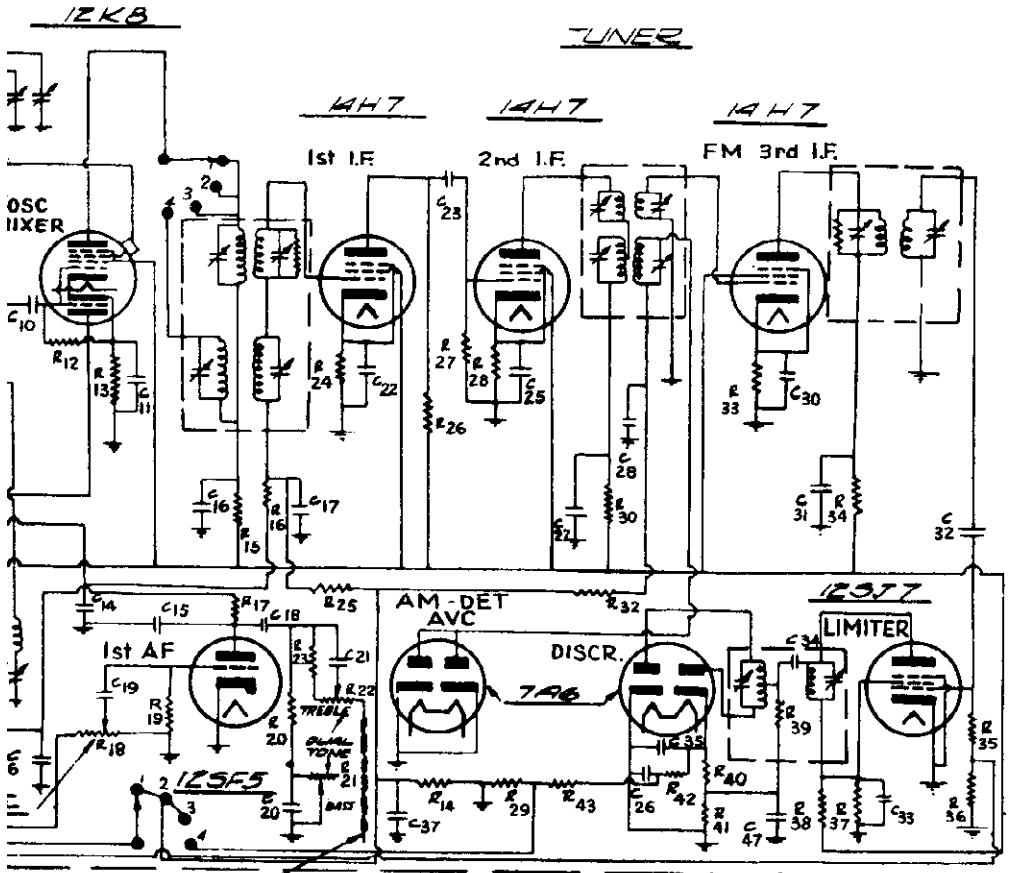 12K8
TUNER
14H7
14H7
14H7
1st I.F.
2nd I.F.
FM 3rd I.F.
OSC
IXER
1
2
3
4
C10
R12
R13
C11
R24
C22
C23
R27
R28
C25
R26
C28
R33
C30
C16
R15
R16
C17
C27
R30
C31
R34
C32
C14
C15
R17
C18
R25
R32
AM-DET
AVC
12SJ7
1st AF
R23
C21
DISCR.
C34
LIMITER
C19
R19
R22
TREBLE
7A6
R18
R20
DUAL
TONE
R21
BASS
C35
R39
R35
12SF5
1
2
3
4
C20
C37
R14
R29
R43
C26
R42
R40
R41
C47
R38
R37
C33
R36